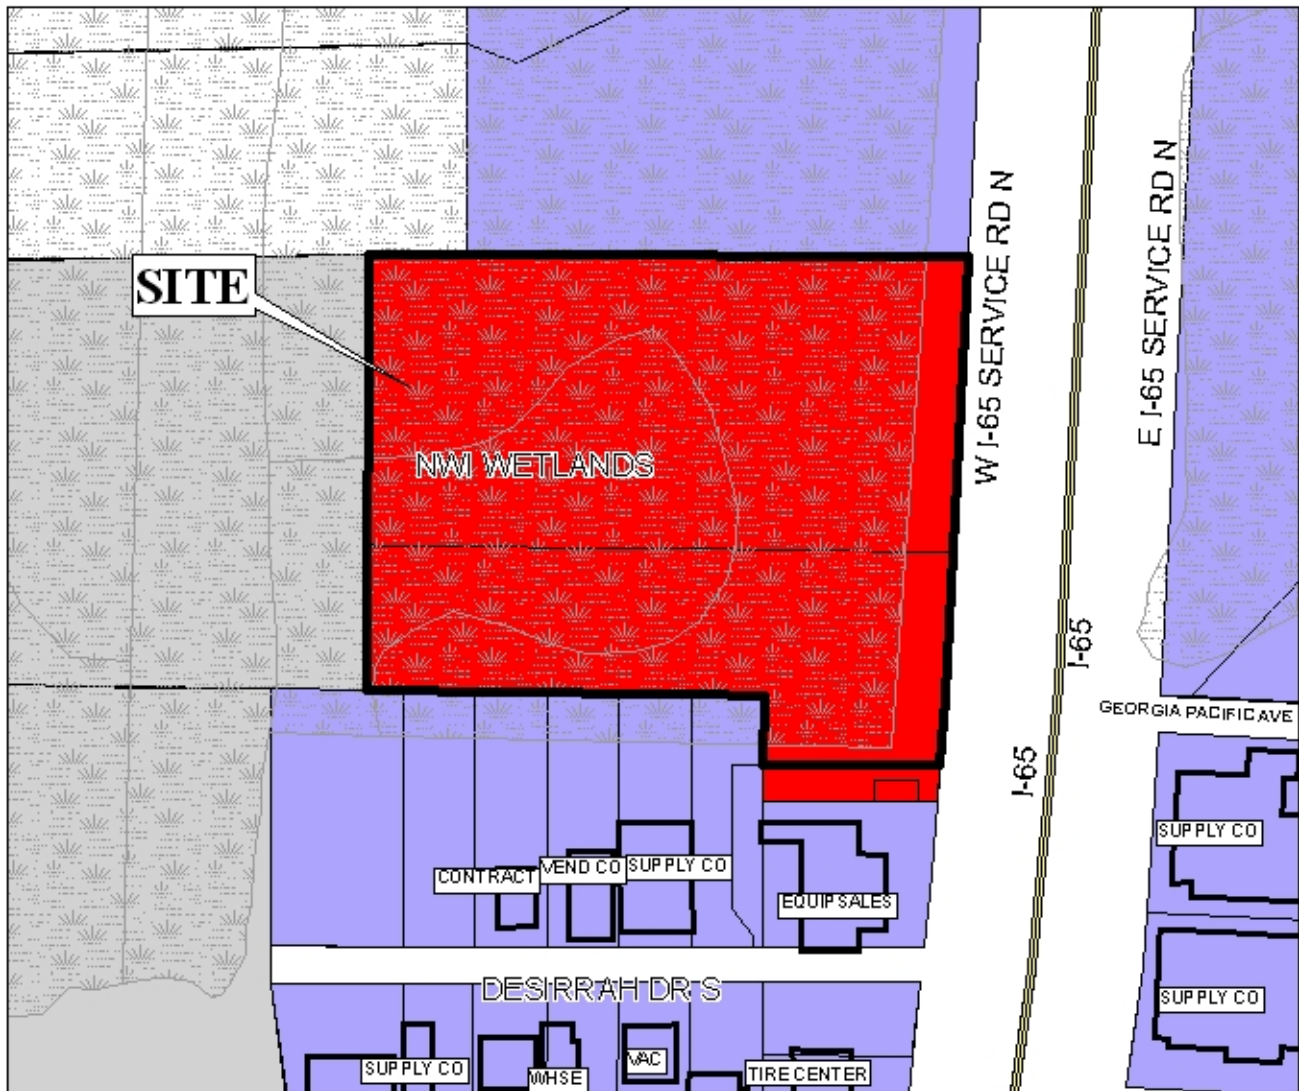 W I-65 SERVICE RD N
E I-65 SERVICE RD N
SITE
NWI WETLANDS
I-65
GEORGIA PACIFIC AVE
I-65
SUPPLY CO
CONTRACT
VEND CO
SUPPLY CO
EQUIP SALES
DESIRRAH DR S
SUPPLY CO
SUPPLY CO
WHSE
VAC
TIRE CENTER